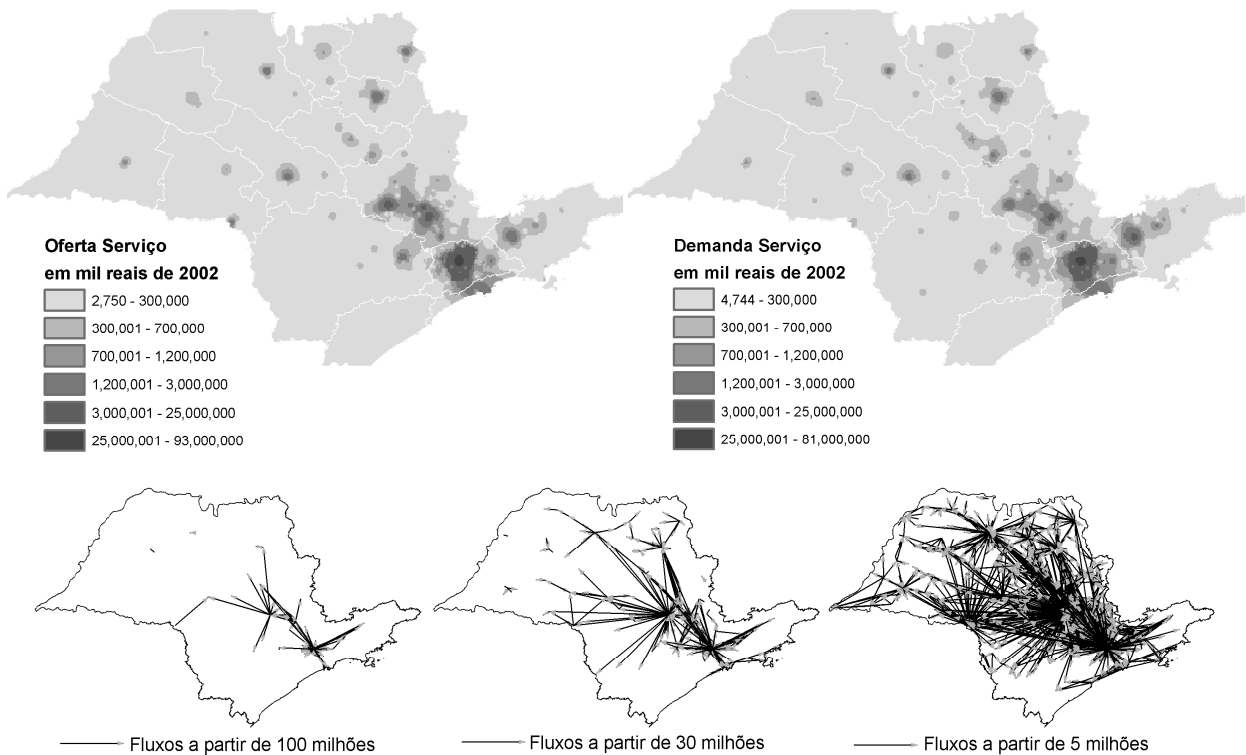 Oferta Serviço
em mil reais de 2002
2,750 - 300,000
300,001 - 700,000
700,001 - 1,200,000
1,200,001 - 3,000,000
3,000,001 - 25,000,000
25,000,001 - 93,000,000
Demanda Serviço
em mil reais de 2002
4,744 - 300,000
300,001 - 700,000
700,001 - 1,200,000
1,200,001 - 3,000,000
3,000,001 - 25,000,000
25,000,001 - 81,000,000
Fluxos a partir de 100 milhões
Fluxos a partir de 30 milhões
Fluxos a partir de 5 milhões